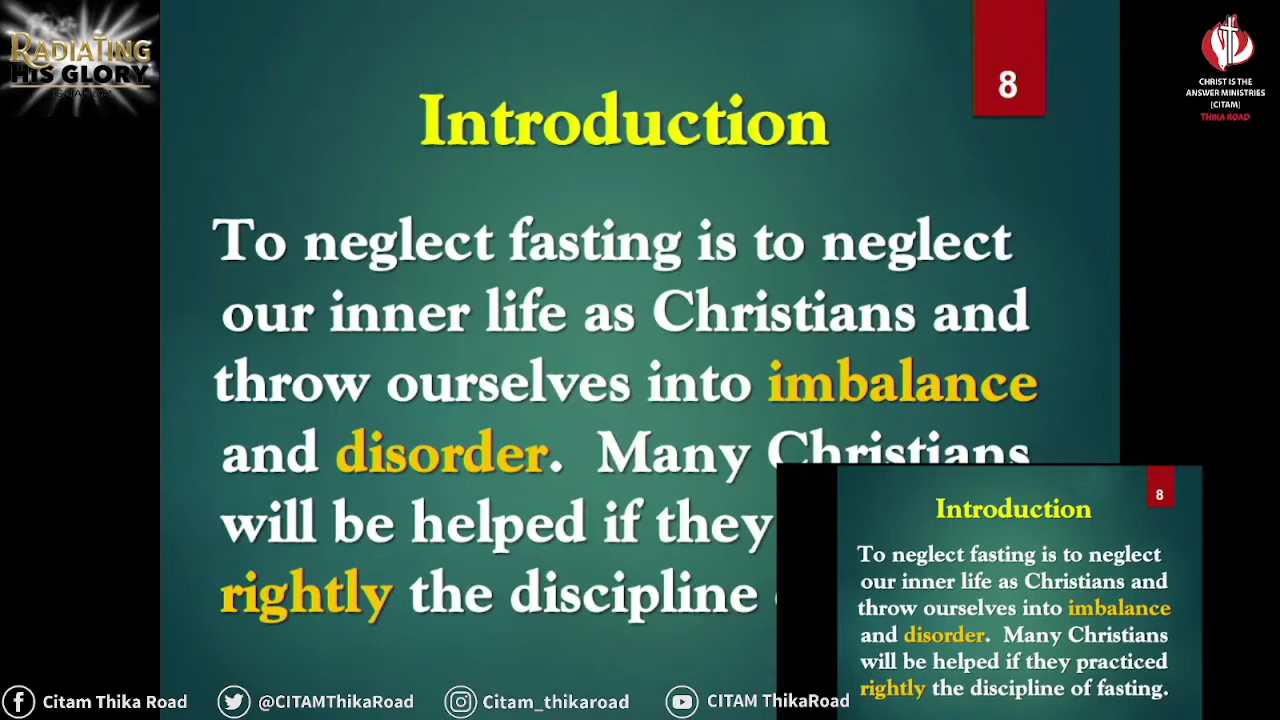 RADIATING
HIS GLORY
8
CHRIST IS THE
ANSWER MINISTRIES
(CITAM)
THIKA ROAD
Introduction
To neglect fasting is to neglect
our inner life as Christians and
throw ourselves into imbalance
and disorder. Many Christians
will be helped if they
rightly the discipline
8
Introduction
To neglect fasting is to neglect
our inner life as Christians and
throw ourselves into imbalance
and disorder. Many Christians
will be helped if they practiced
rightly the discipline of fasting.
Citam Thika Road
@CITAMThikaRoad
Citam_thikaroad
CITAM ThikaRoad